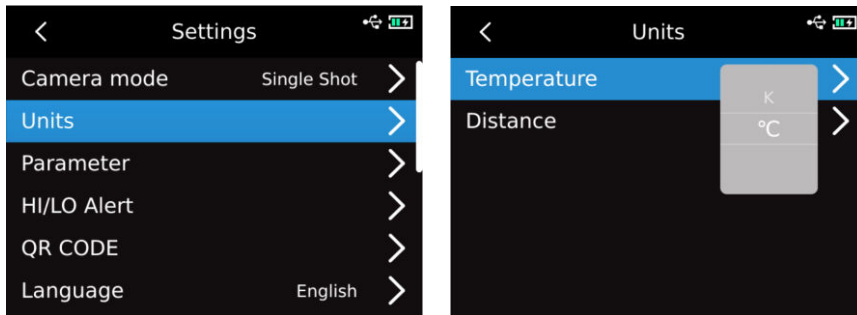 Settings
Camera mode Single Shot
Units
Parameter
HI/LO Alert
QR CODE
Language English
Units
Temperature
K
Distance
°C